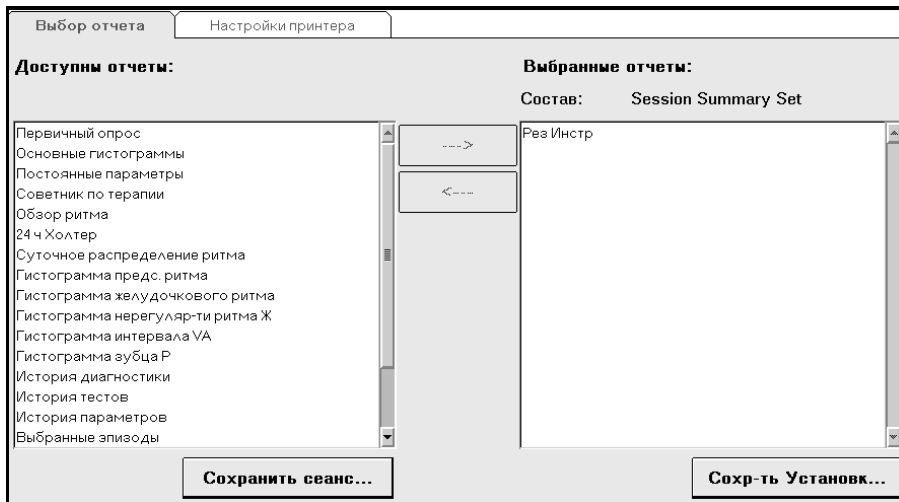 Выбор отчета
Настройки принтера
Доступны отчеты:
Выбранные отчеты:
Состав: Session Summary Set
Первичный опрос
Основные гистограммы
Постоянные параметры
Советник по терапии
Обзор ритма
24 ч Холтер
Суточное распределение ритма
Гистограмма предс. ритма
Гистограмма желудочкового ритма
Гистограмма нерегуляр-ти ритма Ж
Гистограмма интервала VA
Гистограмма зубца P
История диагностики
История тестов
История параметров
Выбранные эпизоды
--->
<---
Рез Инстр
Сохранить сеанс...
Сохр-ть Установк...